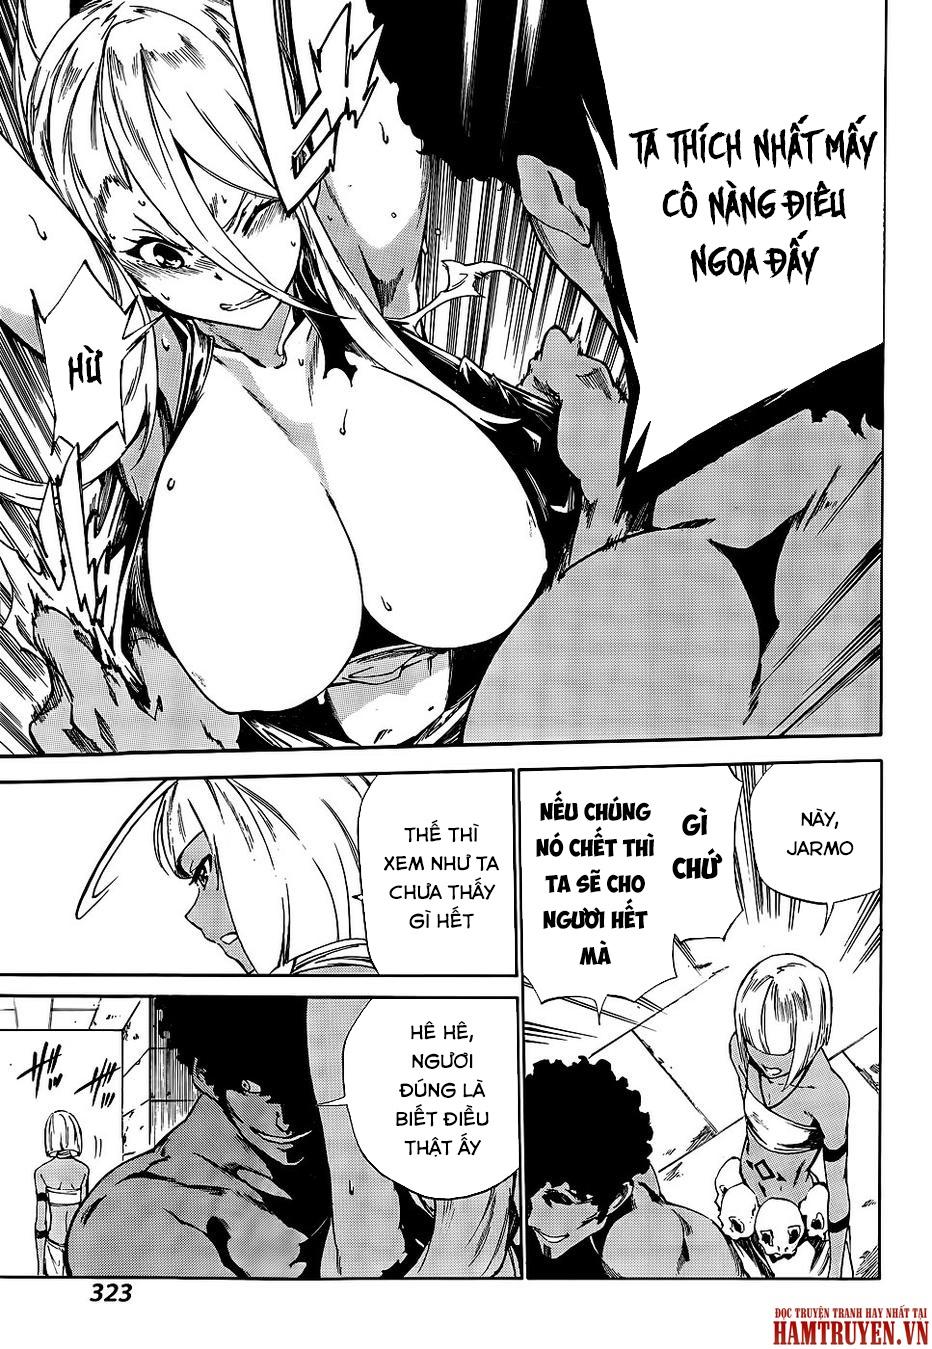 TA THÍCH NHẤT MẤY
CÔ NÀNG ĐIÊU
NGOA ĐẤY
HỪ
NÀY,
JARMO
GÌ
CHỨ
NẾU CHÚNG
NÓ CHẾT THÌ
TA SẼ CHO
NGƯƠI HẾT
MÀ
THẾ THÌ
XEM NHƯ TA
CHƯA THẤY
GÌ HẾT
HÊ HÊ,
NGƯƠI
ĐÚNG LÀ
BIẾT ĐIỀU
THẬT ẤY
323
ĐỌC TRUYỆN TRANH HAY NHẤT TẠI
HAMTRUYEN.VN